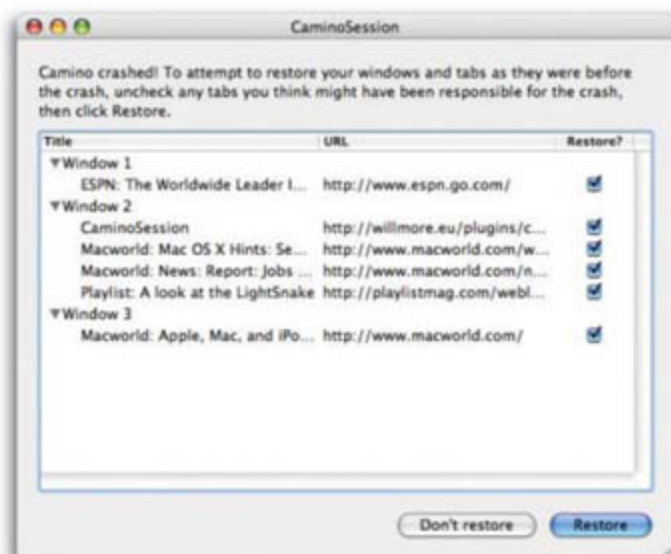 CaminoSession
Camino crashed! To attempt to restore your windows and tabs as they were before
the crash, uncheck any tabs you think might have been responsible for the crash,
then click Restore.
Title URL Restore?
Window 1
ESPN: The Worldwide Leader I... http://www.espn.go.com/
Window 2
CaminoSession http://willmore.eu/plugins/c...
Macworld: Mac OS X Hints: Se... http://www.macworld.com/w...
Macworld: News: Report: Jobs ... http://www.macworld.com/n...
Playlist: A look at the LightSnake http://playlistmag.com/webl...
Window 3
Macworld: Apple, Mac, and iPo... http://www.macworld.com/
Don't restore Restore